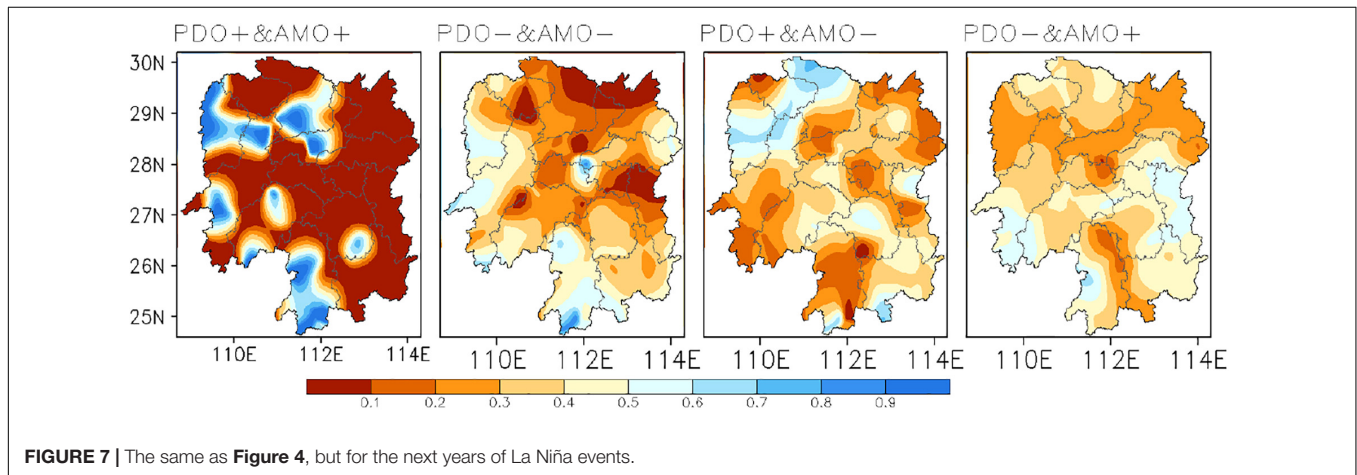 PDO+&AMO+ PDO−&AMO− PDO+&AMO− PDO−&AMO+
30N
29N
28N
27N
26N
25N
110E 112E 114E 110E 112E 114E 110E 112E 114E 110E 112E 114E
0.1 0.2 0.3 0.4 0.5 0.6 0.7 0.8 0.9
FIGURE 7 | The same as Figure 4, but for the next years of La Niña events.